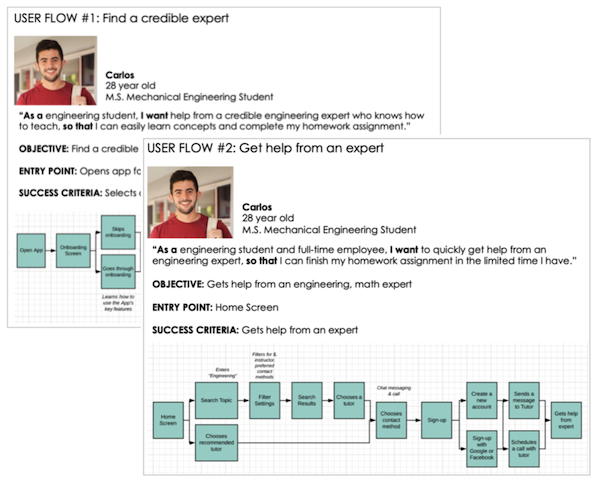 USER FLOW #1: Find a credible expert
Carlos
28 year old
M.S. Mechanical Engineering Student
"As a engineering student, I want help from a credible engineering expert who knows how
to teach, so that I can easily learn concepts and complete my homework assignment."
OBJECTIVE: Find a credible
ENTRY POINT: Opens app fo
SUCCESS CRITERIA: Selects
Open App
Onboarding
Screen
Skips
onboarding
Goes through
onboarding
Learns how to
use the App's
key features
USER FLOW #2: Get help from an expert
Carlos
28 year old
M.S. Mechanical Engineering Student
"As a engineering student and full-time employee, I want to quickly get help from an
engineering expert, so that I can finish my homework assignment in the limited time I have."
OBJECTIVE: Gets help from an engineering, math expert
ENTRY POINT: Home Screen
SUCCESS CRITERIA: Gets help from an expert
Home
Screen
Enters
"Engineering"
Search Topic
Filters for $,
instructor,
preferred
contact
methods
Filter
Settings
Search
Results
Chooses a
tutor
Chooses
recommended
tutor
Chat messaging
& call
Chooses
contact
method
Sign-up
Create a
new
account
Sends a
message
to Tutor
Sign-up
with
Google or
Facebook
Schedules
a call with
tutor
Gets help
from
expert